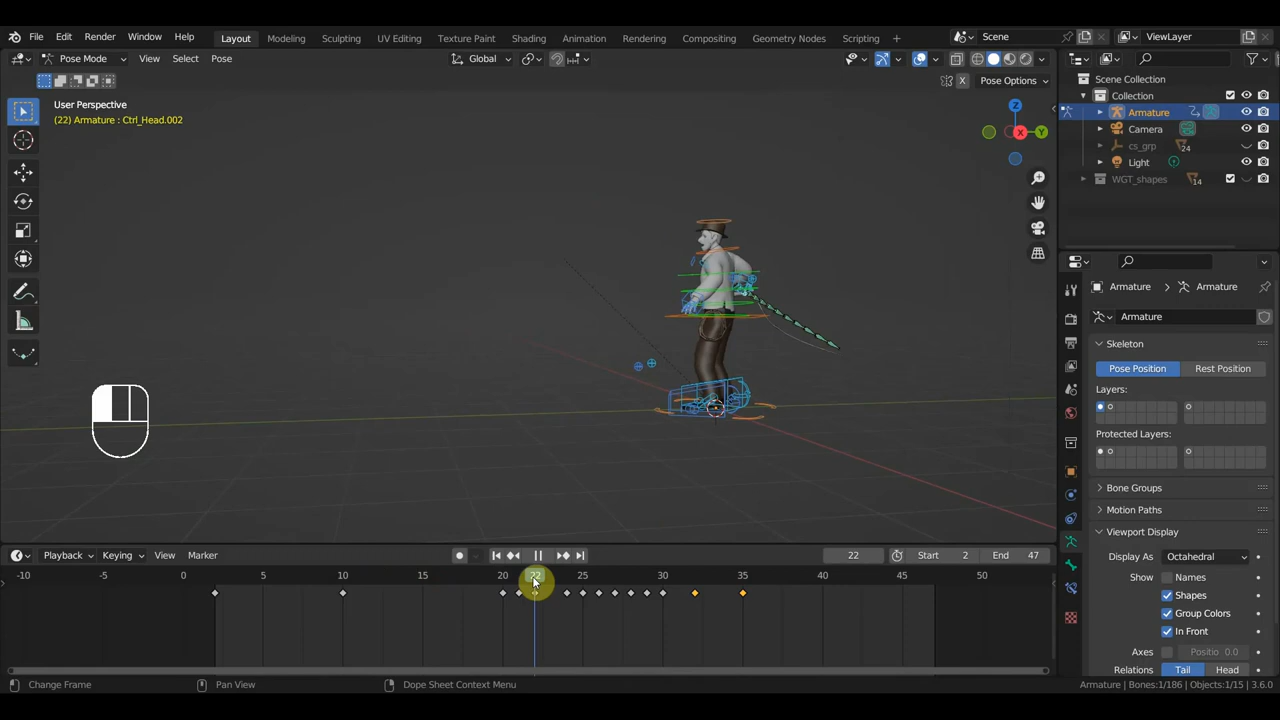 File Edit Render Window Help Layout Modeling Sculpting UV Editing Texture Paint Shading Animation Rendering Compositing Geometry Nodes Scripting + Scene ViewLayer
Pose Mode View Select Pose Global
X Pose Options
User Perspective
(22) Armature : Ctrl_Head.002
Z
X
Y
Scene Collection
Collection
Armature
Camera
cs_grp 24
Light
WGT_shapes 14
Armature > Armature
Armature
Skeleton
Pose Position Rest Position
Layers:
Protected Layers:
Bone Groups
Motion Paths
Viewport Display
Display As Octahedral
Show Names
Shapes
Group Colors
In Front
Axes Positio 0.0
Relations Tail Head
Playback Keying View Marker 22 Start 2 End 47
-10 0 5 10 15 20 22 25 30 35 40 45 50
Change Frame Pan View Dope Sheet Context Menu Armature | Bones:1/186 | Objects:1/15 | 3.6.0